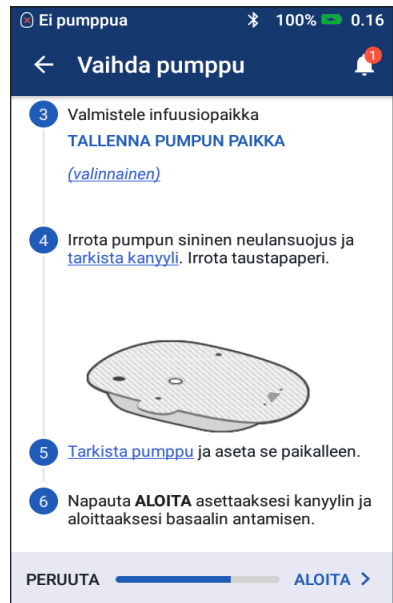 Ei pumppua 100% 0.16
Vaihda pumppu 1
3 Valmistele infuusiopaikka
TALLENNA PUMPUN PAIKKA
(valinnainen)
4 Irrota pumpun sininen neulansuojus ja
tarkista kanyyli. Irrota taustapaperi.
5 Tarkista pumppu ja aseta se paikalleen.
6 Napauta ALOITA asettaaksesi kanyylin ja
aloittaaksesi basaalin antamisen.
PERUUTA ALOITA